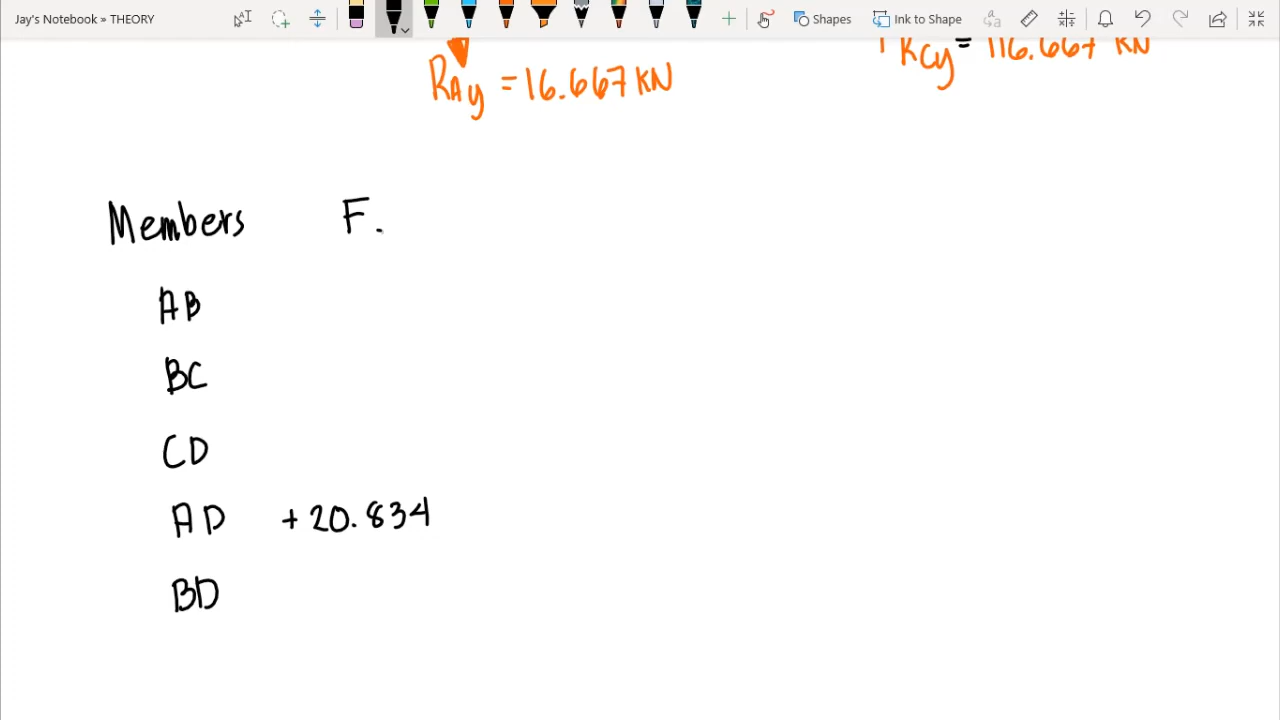 Jay's Notebook » THEORY
Shapes
Ink to Shape
RAy = 16.667 KN
RCy = 116.667 KN
Members F.
AB
BC
CD
AD + 20.834
BD